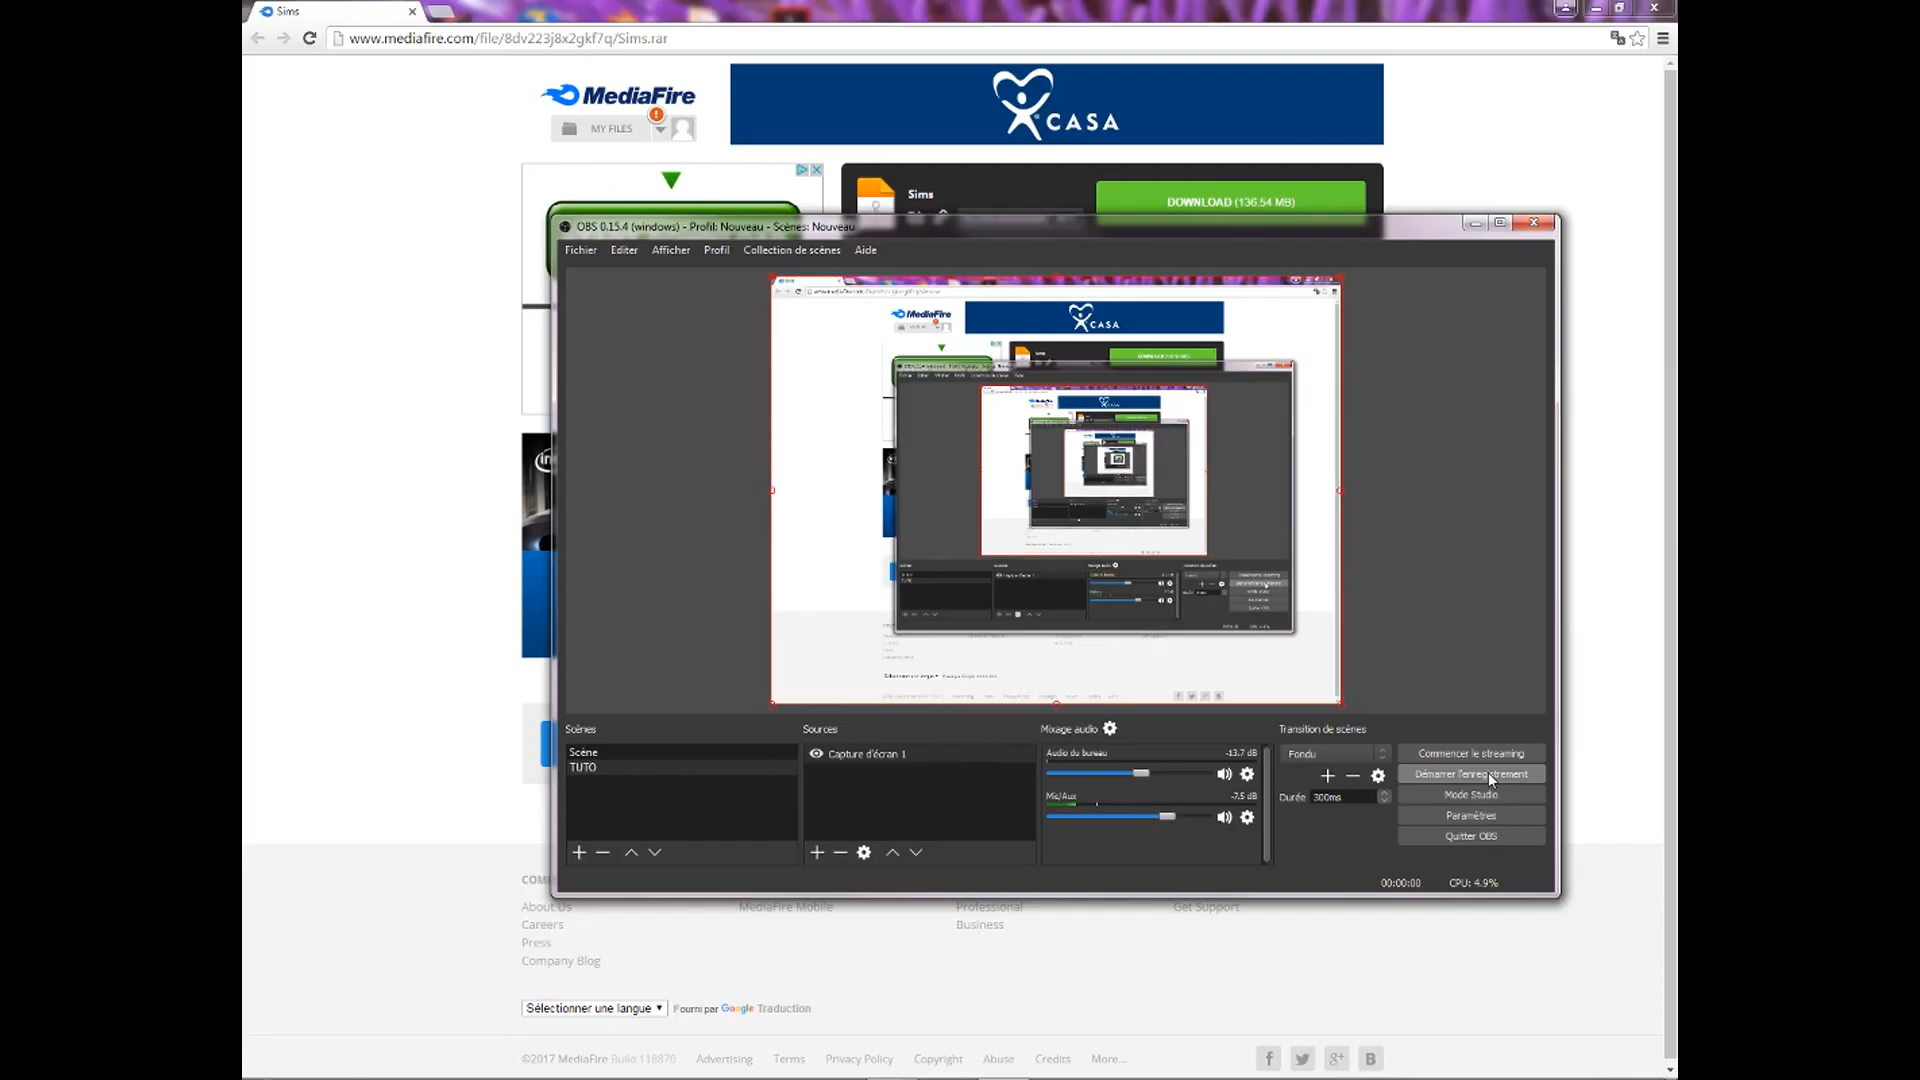 Sims
www.mediafire.com/file/8dv223j8x2gkf7q/Sims.rar
MediaFire
MY FILES
CASA
Sims
DOWNLOAD (136.54 MB)
OBS 0.15.4 (windows) - Profil: Nouveau - Scènes: Nouveau
Fichier Editer Afficher Profil Collection de scènes Aide
MediaFire
CASA
Scènes
Sources
Mixage audio
Transition de scènes
Scène
TUTO
Capture d'écran 1
Audio du bureau -13.7 dB
Mic/Aux -7.5 dB
Fondu
Durée 300ms
Commencer le streaming
Démarrer l'enregistrement
Mode Studio
Paramètres
Quitter OBS
00:00:00 CPU: 4.9%
About Us
Careers
Press
Company Blog
MediaFire Mobile
Professional
Business
Get Support
Sélectionner une langue Fourni par Google Traduction
©2017 MediaFire Build 118870 Advertising Terms Privacy Policy Copyright Abuse Credits More...